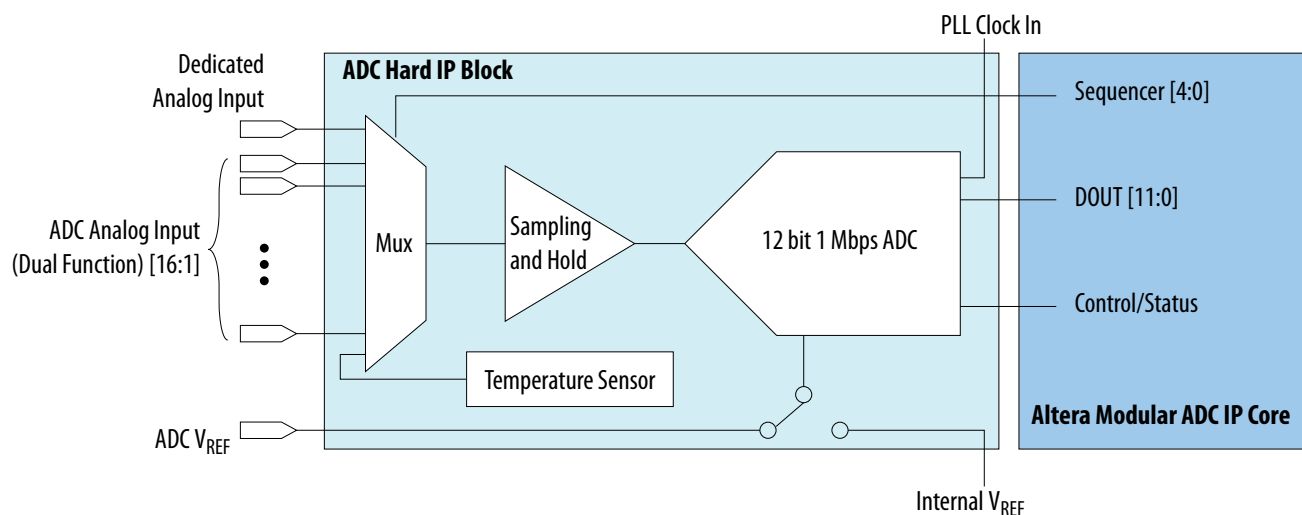 PLL Clock In
Dedicated
Analog Input
ADC Hard IP Block
Sequencer [4:0]
DOUT [11:0]
ADC Analog Input
(Dual Function) [16:1]
Mux
Sampling
and Hold
12 bit 1 Mbps ADC
Control/Status
Temperature Sensor
ADC VREF
Altera Modular ADC IP Core
Internal VREF